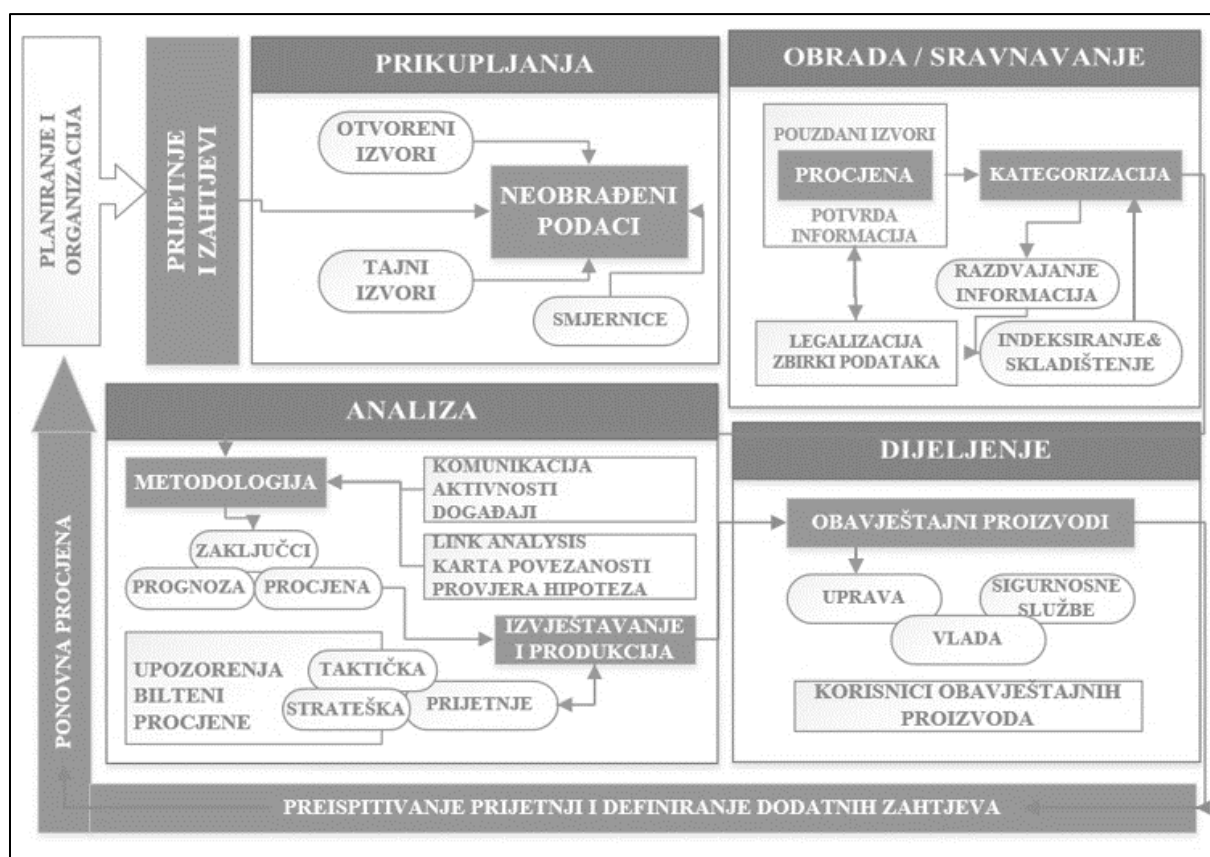 PLANIRANJE I
ORGANIZACIJA
PRIJETNJE
I ZAHTJEVI
PRIKUPLJANJA
OTVORENI
IZVORI
NEOBRAĐENI
PODACI
TAJNI
IZVORI
SMJERNICE
OBRADA / SRAVNAVANJE
POUZDANI IZVORI
PROCJENA
POTVRDA
INFORMACIJA
KATEGORIZACIJA
RAZDVAJANJE
INFORMACIJA
LEGALIZACIJA
ZBIRKI PODATAKA
INDEKSIRANJE&
SKLADIŠTENJE
ANALIZA
METODOLOGIJA
KOMUNIKACIJA
AKTIVNOSTI
DOGAĐAJI
ZAKLJUČCI
PROGNOZA
PROCJENA
LINK ANALYSIS
KARTA POVEZANOSTI
PROVJERA HIPOTEZA
IZVJEŠTAVANJE
I PRODUKCIJA
UPOZORENJA
BILTENI
PROCJENE
TAKTIČKA
STRATEŠKA
PRIJETNJE
DIJELJENJE
OBAVJEŠTAJNI PROIZVODI
UPRAVA
SIGURNOSNE
SLUŽBE
VLADA
KORISNICI OBAVJEŠTAJNIH
PROIZVODA
PONOVNA PROCJENA
PREISPITIVANJE PRIJETNJI I DEFINIRANJE DODATNIH ZAHTJEVA